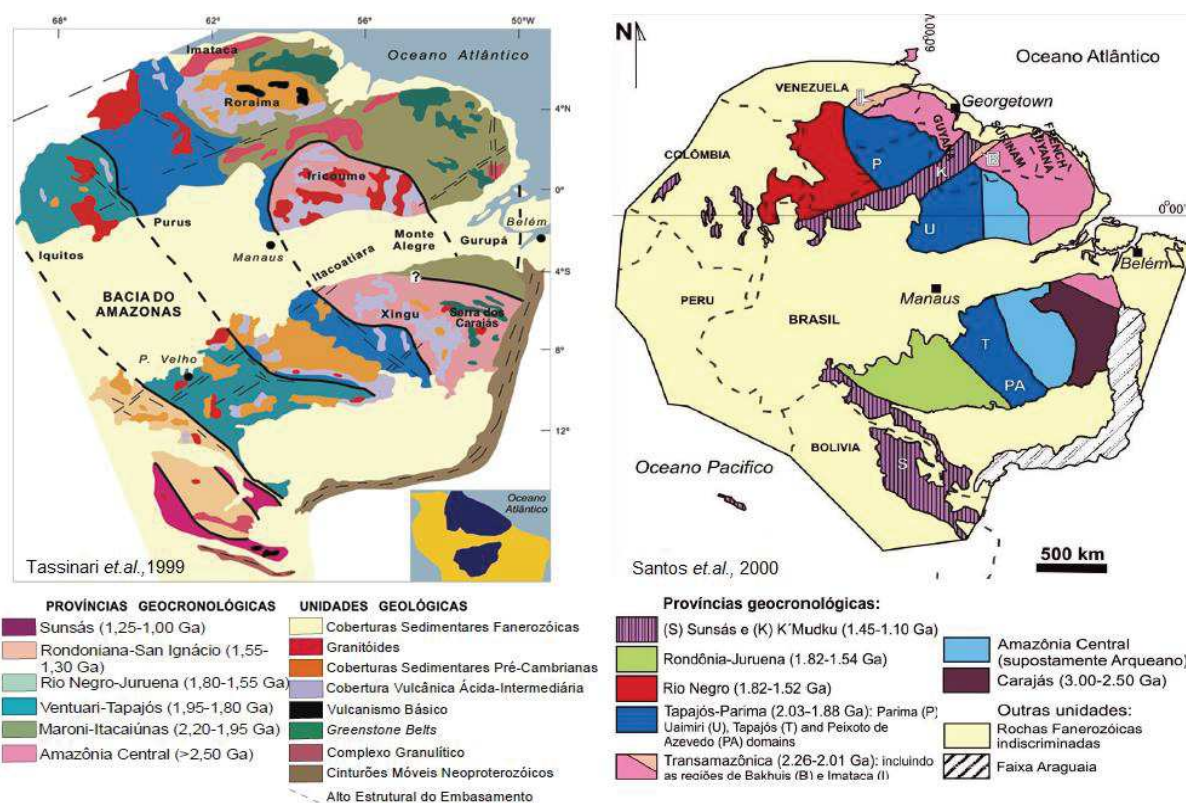 68°
62°
56°
50°W
Imataca
Oceano Atlântico
Roraima
4°N
Iricoume
0°
Purus
Belém
Iquitos
Manaus
Monte
Alegre
Gurupá
Itacoatiara
4°S
?
BACIA DO
AMAZONAS
Xingu
Serra dos
Carajás
P. Velho
8°
12°
Oceano
Atlântico
Tassinari et.al.,1999
PROVÍNCIAS GEOCRONOLÓGICAS
Sunsás (1,25-1,00 Ga)
Rondoniana-San Ignácio (1,55-
1,30 Ga)
Rio Negro-Juruena (1,80-1,55 Ga)
Ventuari-Tapajós (1,95-1,80 Ga)
Maroni-Itacaiúnas (2,20-1,95 Ga)
Amazônia Central (>2,50 Ga)
UNIDADES GEOLÓGICAS
Coberturas Sedimentares Fanerozóicas
Granitóides
Coberturas Sedimentares Pré-Cambrianas
Cobertura Vulcânica Ácida-Intermediária
Vulcanismo Básico
Greenstone Belts
Complexo Granulítico
Cinturões Móveis Neoproterozóicos
Alto Estrutural do Embasamento
N
60°00'W
Oceano Atlântico
VENEZUELA
I
Georgetown
GUYANA
SURINAM
FRENCH
GUYANA
COLÔMBIA
P
K
B
0°00'
U
Belém
Manaus
PERU
BRASIL
T
PA
BOLIVIA
S
Oceano Pacifico
500 km
Santos et.al., 2000
Províncias geocronológicas:
(S) Sunsás e (K) K´Mudku (1.45-1.10 Ga)
Rondônia-Juruena (1.82-1.54 Ga)
Rio Negro (1.82-1.52 Ga)
Tapajós-Parima (2.03-1.88 Ga): Parima (P)
Uaimiri (U), Tapajós (T) and Peixoto de
Azevedo (PA) domains
Transamazônica (2.26-2.01 Ga): incluindo
as regiões de Bakhuis (B) e Imataca (I)
Amazônia Central
(supostamente Arqueano)
Carajás (3.00-2.50 Ga)
Outras unidades:
Rochas Fanerozóicas
indiscriminadas
Faixa Araguaia